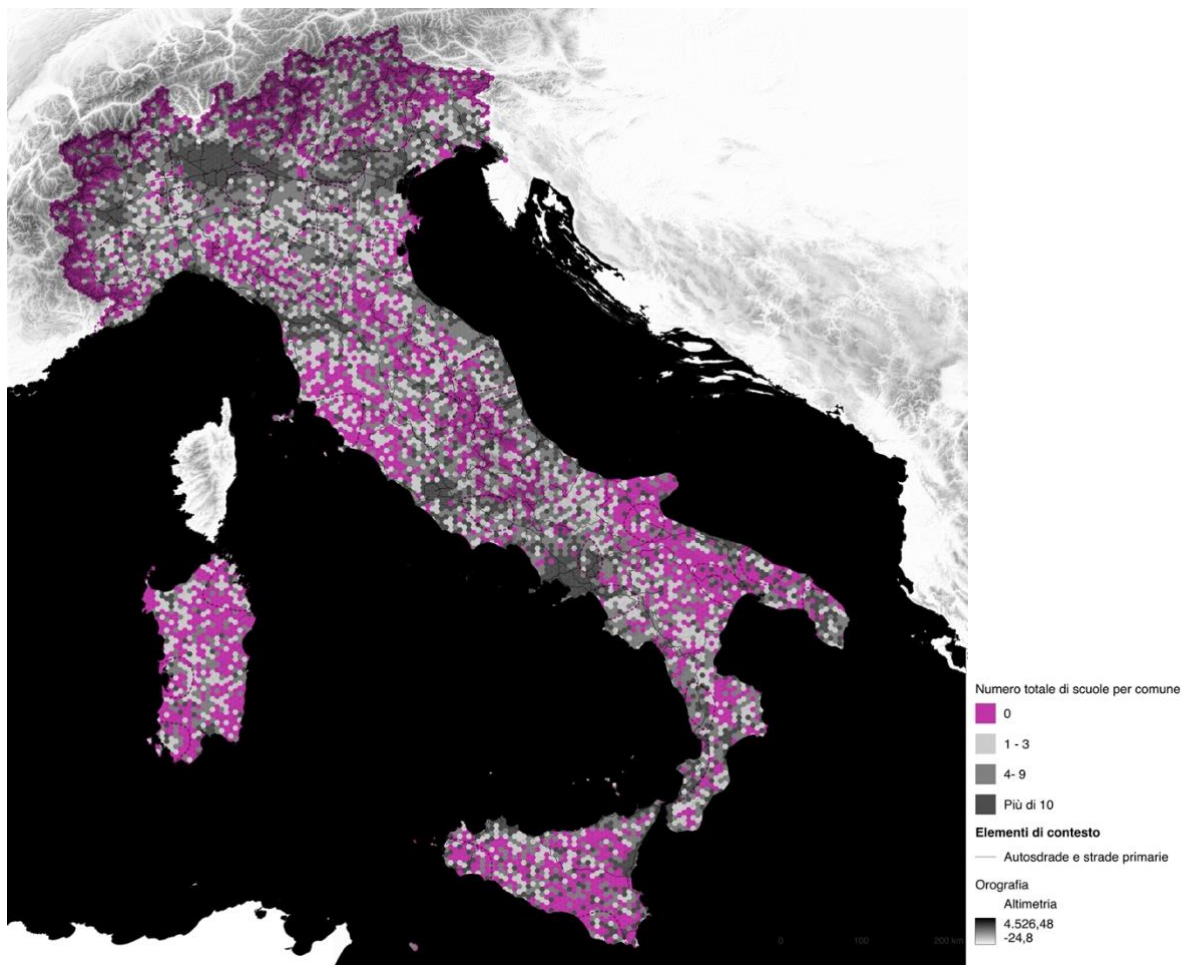 Numero totale di scuole per comune
0
1 - 3
4- 9
Più di 10
Elementi di contesto
Autosdrade e strade primarie
Orografia
Altimetria
4.526,48
-24,8
0 100 200 km